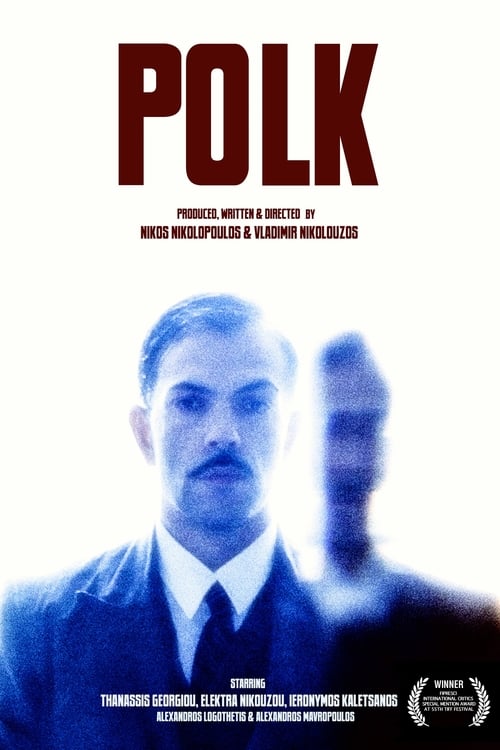 POLK
PRODUCED, WRITTEN & DIRECTED BY
NIKOS NIKOLOPOULOS & VLADIMIR NIKOLOUZOS
STARRING
THANASSIS GEORGIOU, ELEKTRA NIKOUZOU, IERONYMOS KALETSANOS
ALEXANDROS LOGOTHETIS & ALEXANDROS MAVROPOULOS
WINNER
FIPRESCI
INTERNATIONAL CRITICS
SPECIAL MENTION AWARD
AT 55TH TIFF FESTIVAL